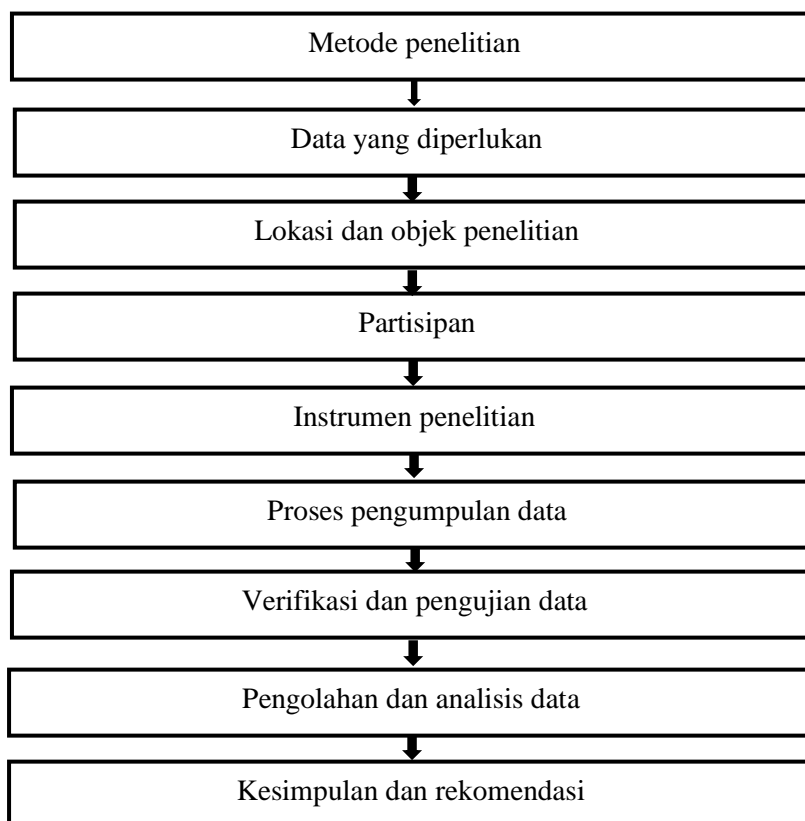 Metode penelitian
Data yang diperlukan
Lokasi dan objek penelitian
Partisipan
Instrumen penelitian
Proses pengumpulan data
Verifikasi dan pengujian data
Pengolahan dan analisis data
Kesimpulan dan rekomendasi